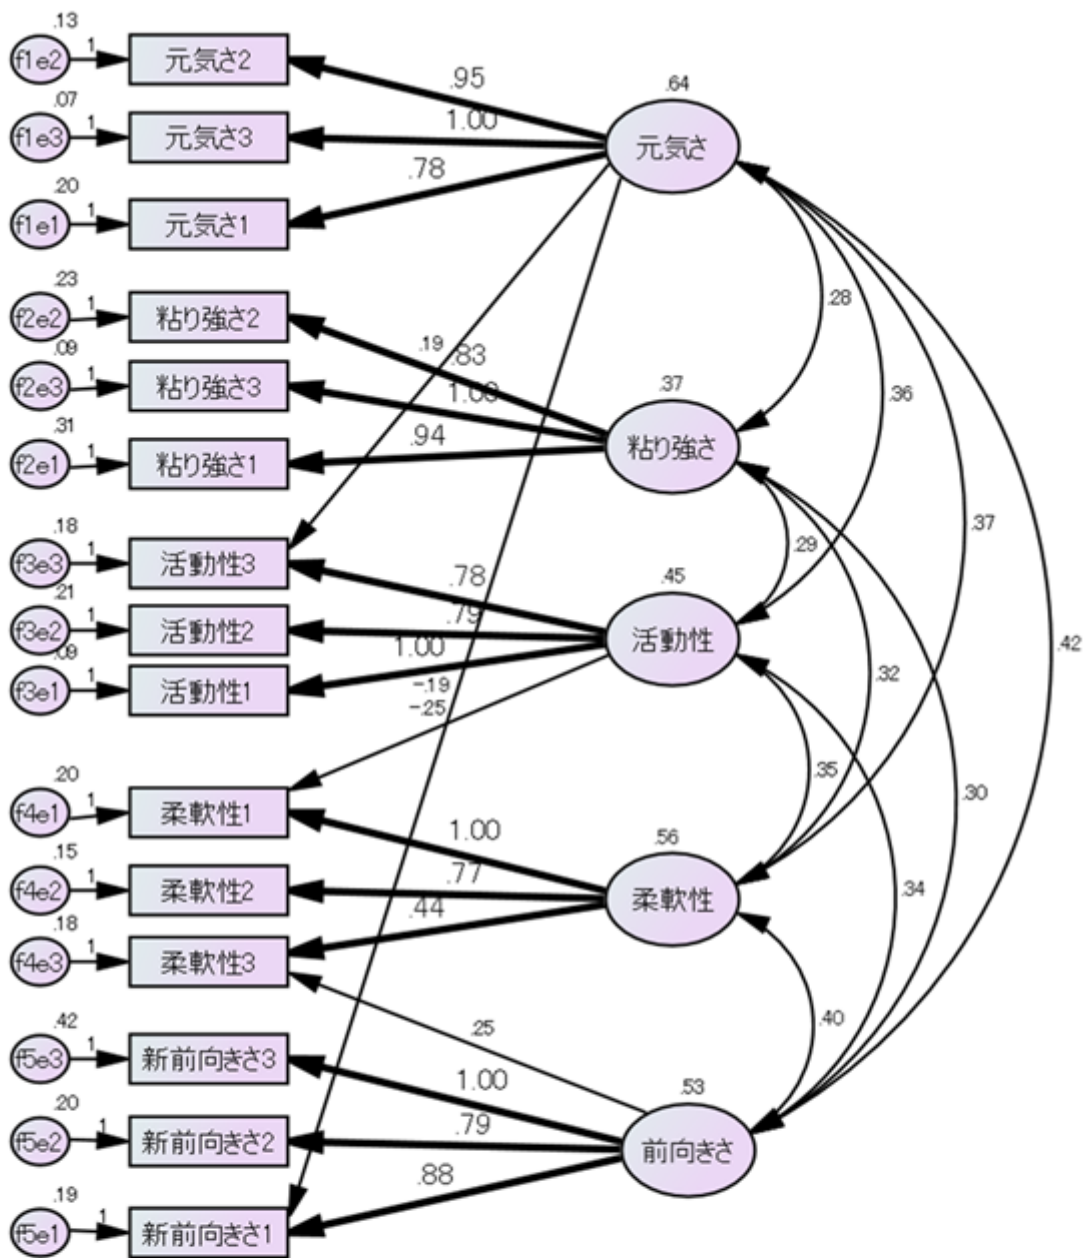 .13
f1e2 1 元気さ2
.95
.64
.07
f1e3 1 元気さ3
1.00
元気さ
.78
.20
f1e1 1 元気さ1
.23
f2e2 1 粘り強さ2
.28
.19
.83
.09
f2e3 1 粘り強さ3
1.00
.37
.36
.31
f2e1 1 粘り強さ1
.94
粘り強さ
.37
.18
f3e3 1 活動性3
.29
.78
.45
.21
f3e2 1 活動性2
.79
活動性
.42
.09
f3e1 1 活動性1
1.00
-.19
-.25
.32
.35
.20
f4e1 1 柔軟性1
.30
1.00
.56
.15
f4e2 1 柔軟性2
.77
柔軟性
.34
.44
.18
f4e3 1 柔軟性3
.25
.40
.42
f5e3 1 新前向きさ3
1.00
.53
.20
f5e2 1 新前向きさ2
.79
前向きさ
.88
.19
f5e1 1 新前向きさ1